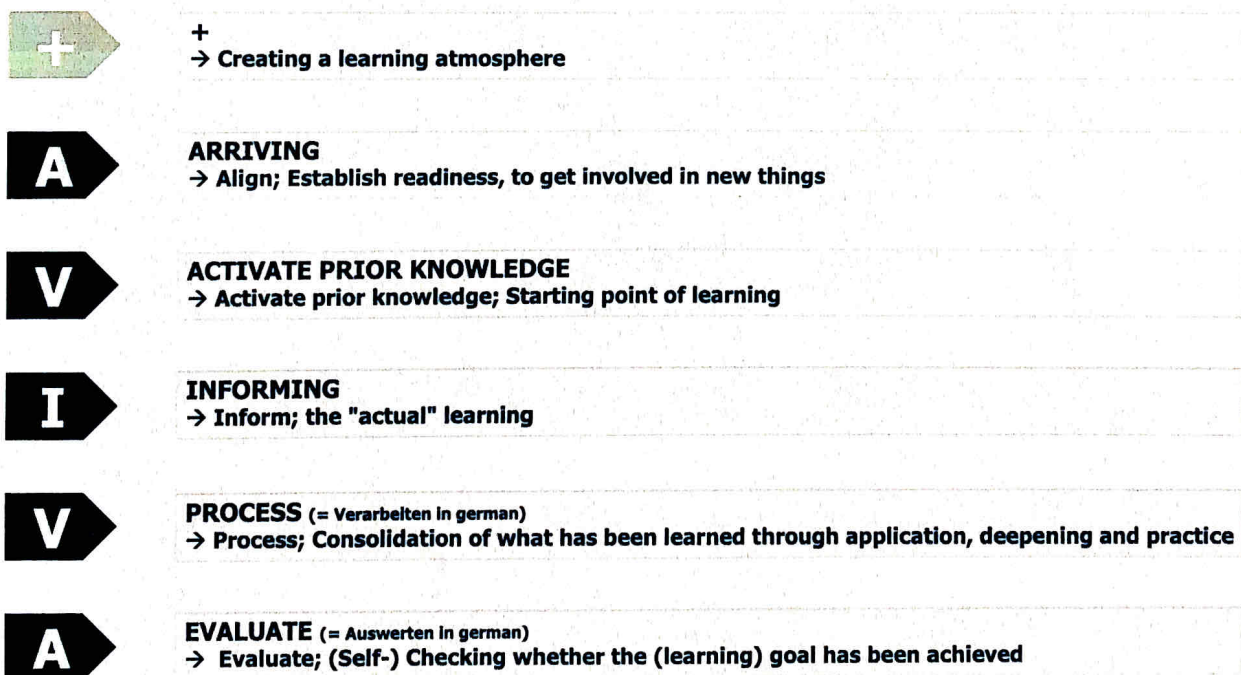 +
+
→ Creating a learning atmosphere
A
ARRIVING
→ Align; Establish readiness, to get involved in new things
V
ACTIVATE PRIOR KNOWLEDGE
→ Activate prior knowledge; Starting point of learning
I
INFORMING
→ Inform; the "actual" learning
V
PROCESS (= Verarbeiten in german)
→ Process; Consolidation of what has been learned through application, deepening and practice
A
EVALUATE (= Auswerten in german)
→ Evaluate; (Self-) Checking whether the (learning) goal has been achieved